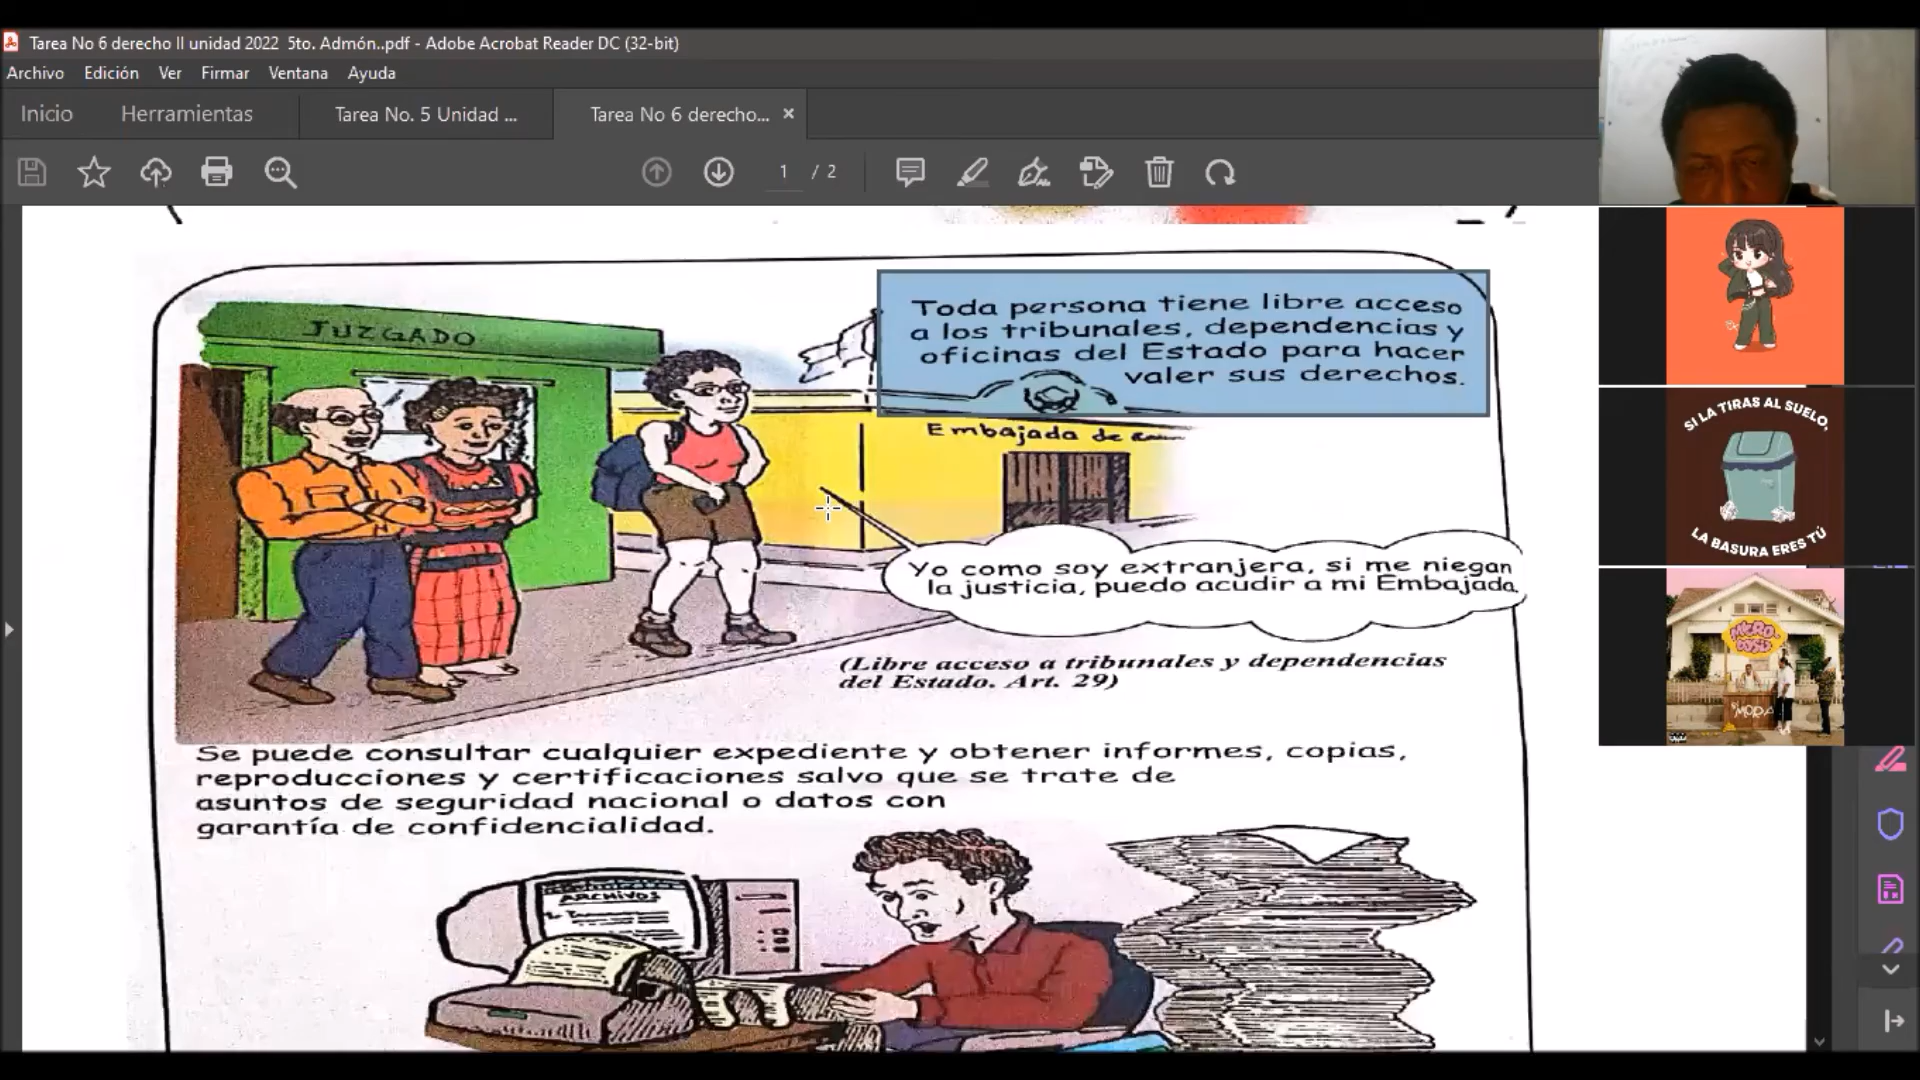 Tarea No 6 derecho II unidad 2022 5to. Admón..pdf - Adobe Acrobat Reader DC (32-bit)
Archivo Edición Ver Firmar Ventana Ayuda
Inicio Herramientas Tarea No. 5 Unidad ... Tarea No 6 derecho... ×
1 / 2
JUZGADO
Toda persona tiene libre acceso
a los tribunales, dependencias y
oficinas del Estado para hacer
valer sus derechos.
Embajada de
Yo como soy extranjera, si me niegan
la justicia, puedo acudir a mi Embajada.
(Libre acceso a tribunales y dependencias
del Estado. Art. 29)
Se puede consultar cualquier expediente y obtener informes, copias,
reproducciones y certificaciones salvo que se trate de
asuntos de seguridad nacional o datos con
garantía de confidencialidad.
ARCHIVOS
SI LA TIRAS AL SUELO,
LA BASURA ERES TÚ
MICRO
DOSIS
MODA